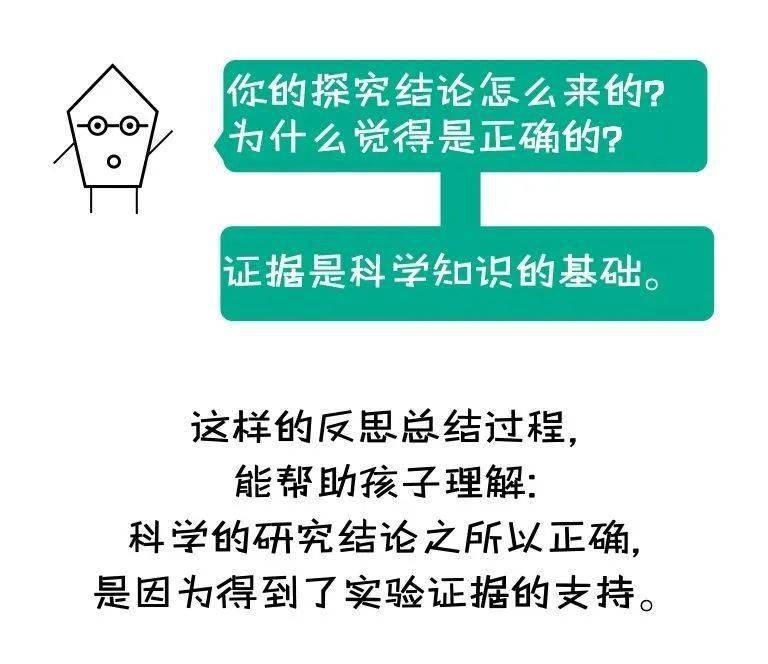 你的探究结论怎么来的?
为什么觉得是正确的?
证据是科学知识的基础。
这样的反思总结过程,
能帮助孩子理解:
科学的研究结论之所以正确,
是因为得到了实验证据的支持。